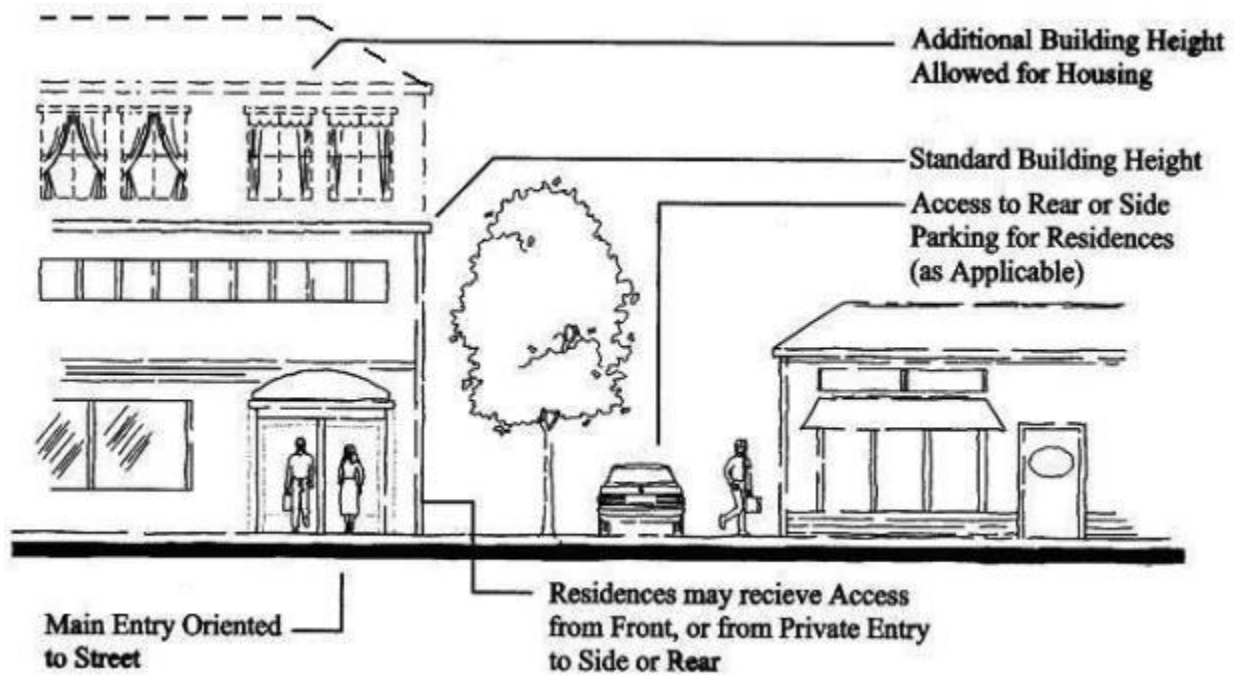 Additional Building Height
Allowed for Housing
Standard Building Height
Access to Rear or Side
Parking for Residences
(as Applicable)
Main Entry Oriented
to Street
Residences may recieve Access
from Front, or from Private Entry
to Side or Rear